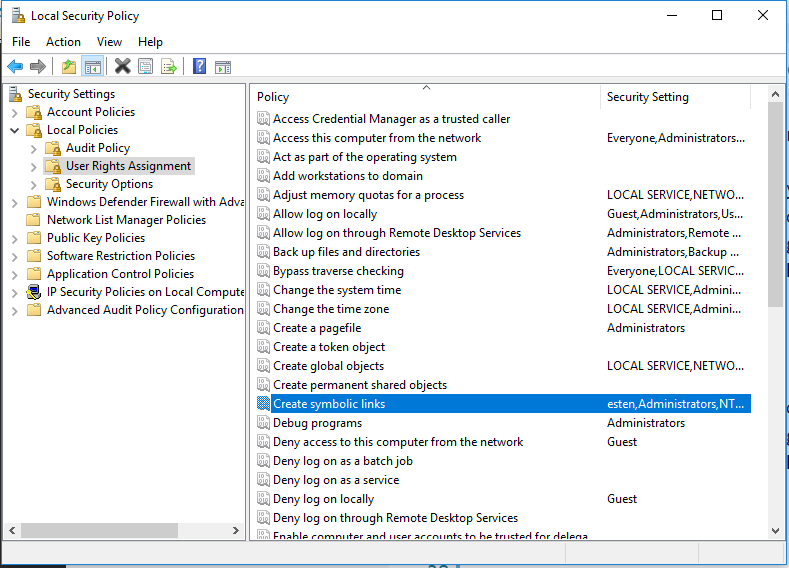 Local Security Policy
File Action View Help
Security Settings
Account Policies
Local Policies
Audit Policy
User Rights Assignment
Security Options
Windows Defender Firewall with Adva
Network List Manager Policies
Public Key Policies
Software Restriction Policies
Application Control Policies
IP Security Policies on Local Compute
Advanced Audit Policy Configuration
Policy Security Setting
Access Credential Manager as a trusted caller
Access this computer from the network Everyone,Administrators...
Act as part of the operating system
Add workstations to domain
Adjust memory quotas for a process LOCAL SERVICE,NETWO...
Allow log on locally Guest,Administrators,Us...
Allow log on through Remote Desktop Services Administrators,Remote ...
Back up files and directories Administrators,Backup ...
Bypass traverse checking Everyone,LOCAL SERVIC...
Change the system time LOCAL SERVICE,Admini...
Change the time zone LOCAL SERVICE,Admini...
Create a pagefile Administrators
Create a token object
Create global objects LOCAL SERVICE,NETWO...
Create permanent shared objects
Create symbolic links esten,Administrators,NT...
Debug programs Administrators
Deny access to this computer from the network Guest
Deny log on as a batch job
Deny log on as a service
Deny log on locally Guest
Deny log on through Remote Desktop Services
Enable computer and user accounts to be trusted for delega